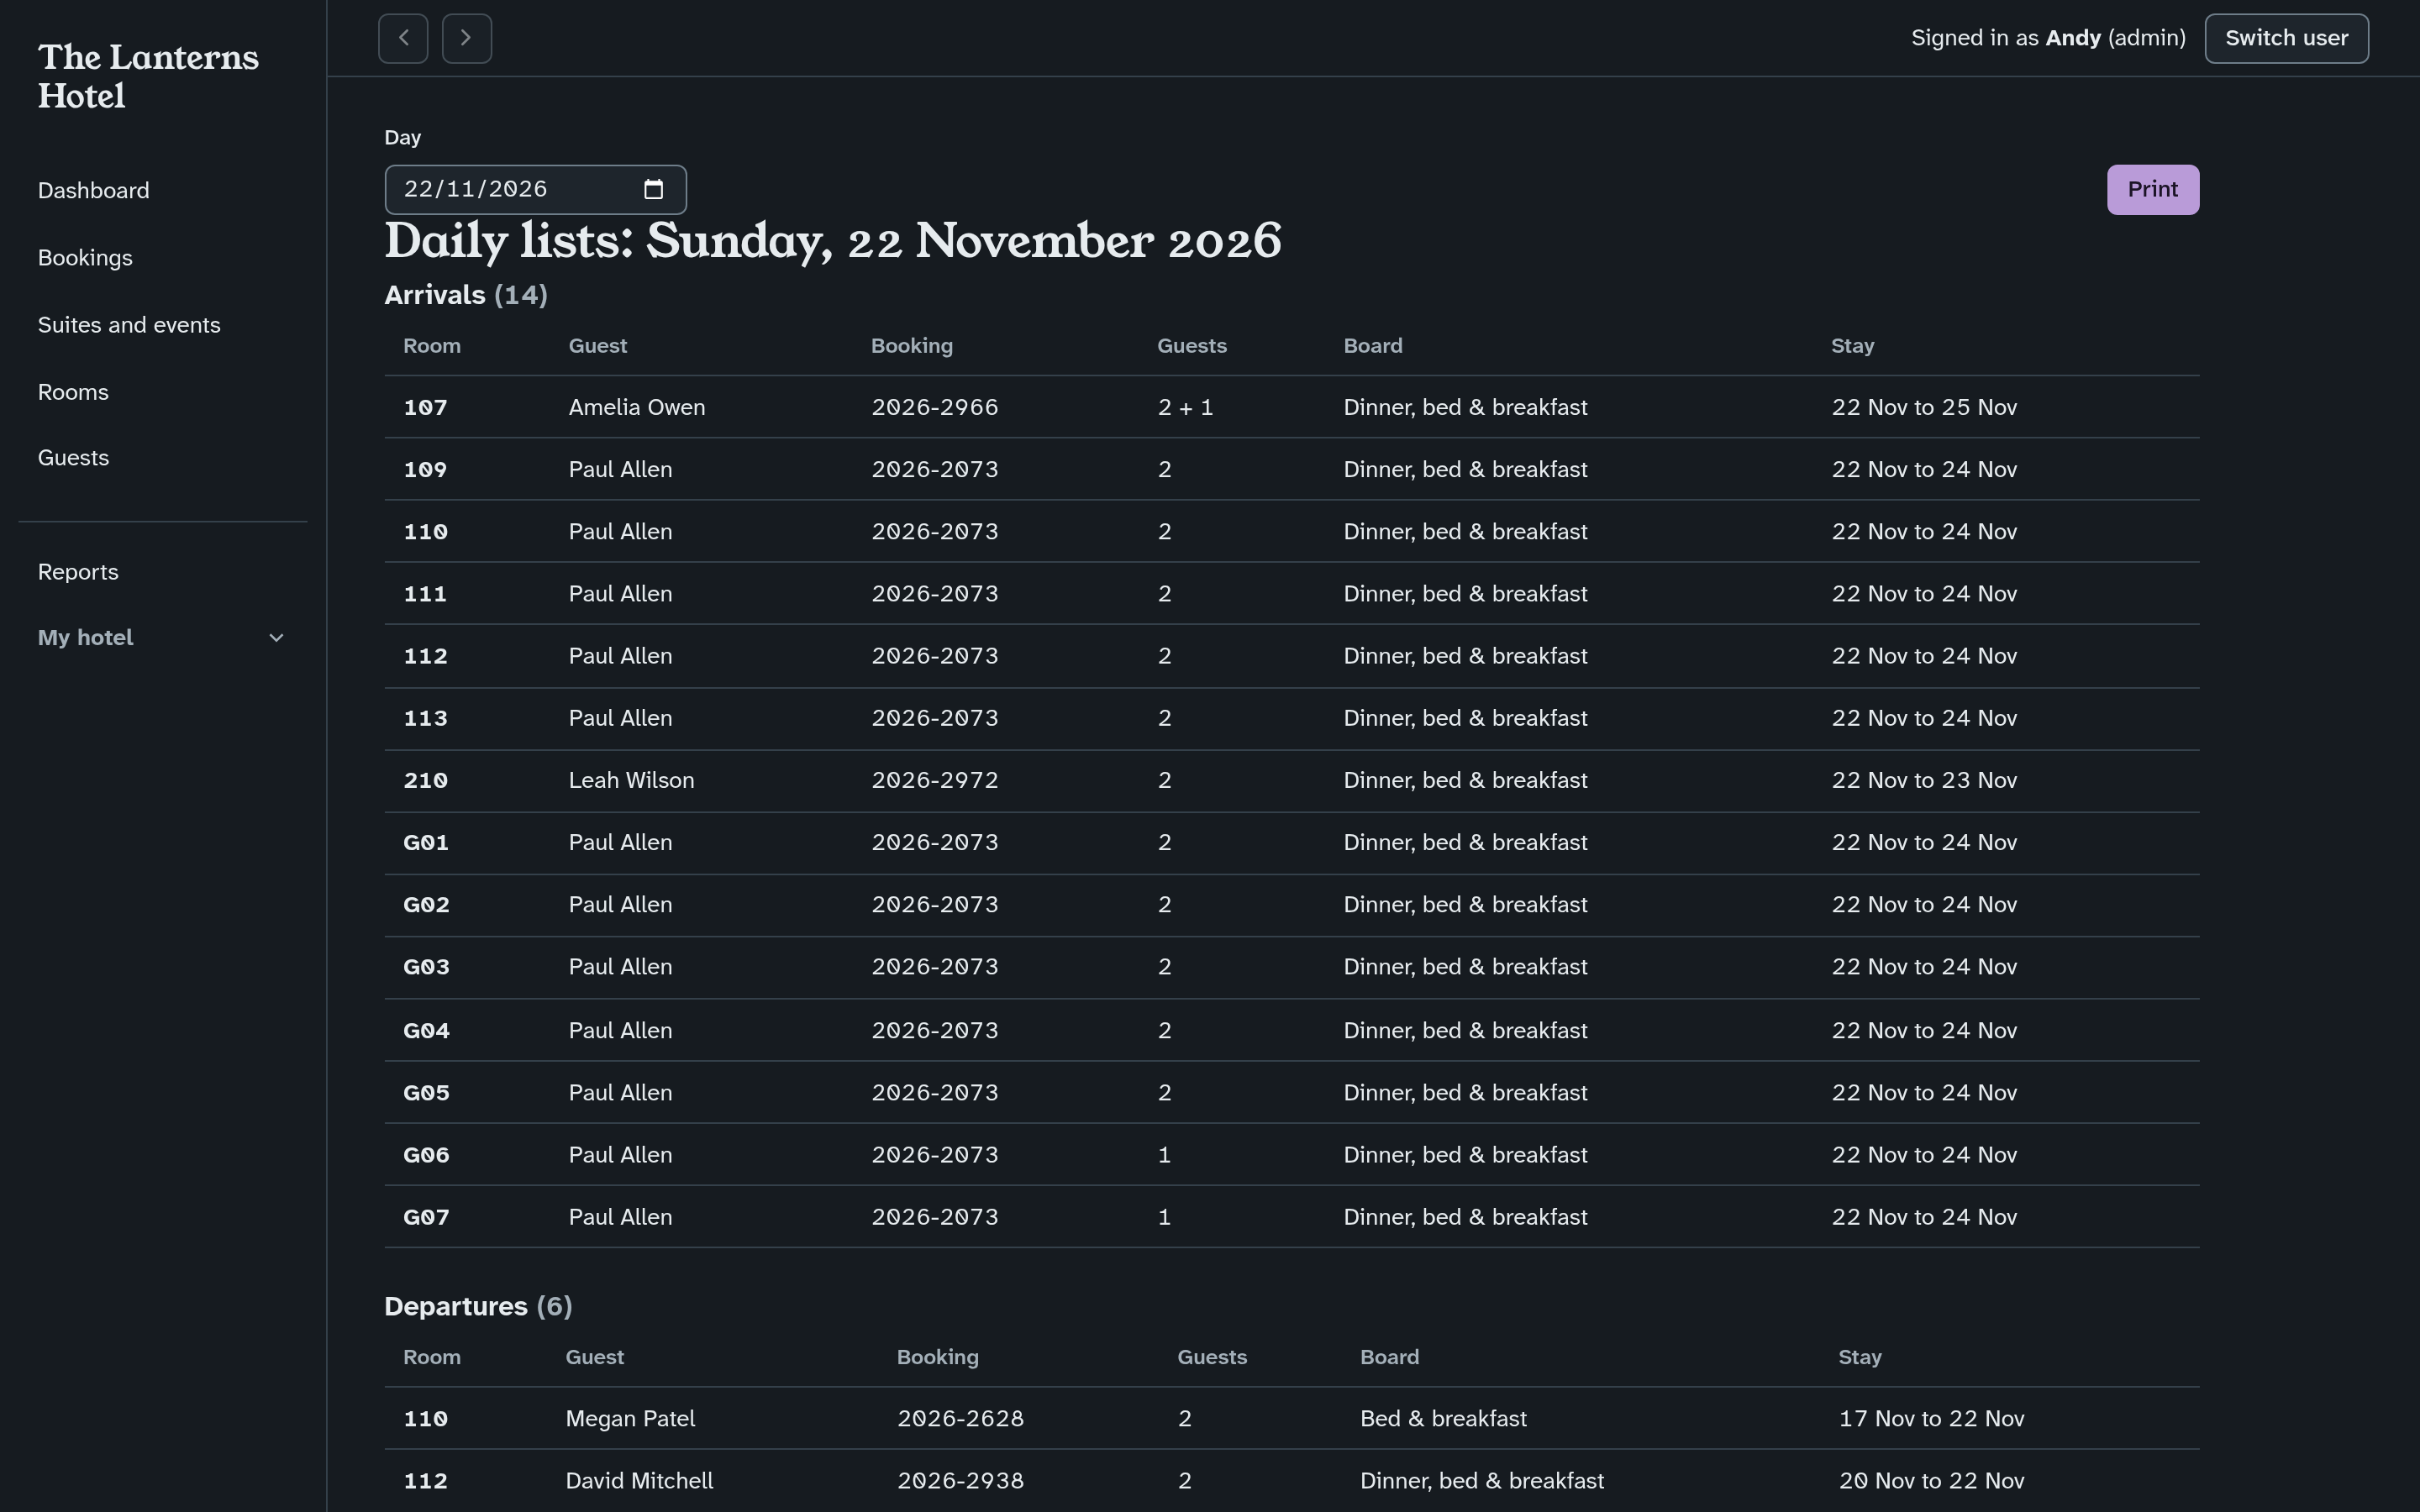 The Lanterns
Hotel
Dashboard
Bookings
Suites and events
Rooms
Guests
Reports
My hotel
Signed in as Andy (admin) Switch user
Day
22/11/2026
Print
Daily lists: Sunday, 22 November 2026
Arrivals (14)
Room Guest Booking Guests Board Stay
107 Amelia Owen 2026-2966 2 + 1 Dinner, bed & breakfast 22 Nov to 25 Nov
109 Paul Allen 2026-2073 2 Dinner, bed & breakfast 22 Nov to 24 Nov
110 Paul Allen 2026-2073 2 Dinner, bed & breakfast 22 Nov to 24 Nov
111 Paul Allen 2026-2073 2 Dinner, bed & breakfast 22 Nov to 24 Nov
112 Paul Allen 2026-2073 2 Dinner, bed & breakfast 22 Nov to 24 Nov
113 Paul Allen 2026-2073 2 Dinner, bed & breakfast 22 Nov to 24 Nov
210 Leah Wilson 2026-2972 2 Dinner, bed & breakfast 22 Nov to 23 Nov
G01 Paul Allen 2026-2073 2 Dinner, bed & breakfast 22 Nov to 24 Nov
G02 Paul Allen 2026-2073 2 Dinner, bed & breakfast 22 Nov to 24 Nov
G03 Paul Allen 2026-2073 2 Dinner, bed & breakfast 22 Nov to 24 Nov
G04 Paul Allen 2026-2073 2 Dinner, bed & breakfast 22 Nov to 24 Nov
G05 Paul Allen 2026-2073 2 Dinner, bed & breakfast 22 Nov to 24 Nov
G06 Paul Allen 2026-2073 1 Dinner, bed & breakfast 22 Nov to 24 Nov
G07 Paul Allen 2026-2073 1 Dinner, bed & breakfast 22 Nov to 24 Nov
Departures (6)
Room Guest Booking Guests Board Stay
110 Megan Patel 2026-2628 2 Bed & breakfast 17 Nov to 22 Nov
112 David Mitchell 2026-2938 2 Dinner, bed & breakfast 20 Nov to 22 Nov